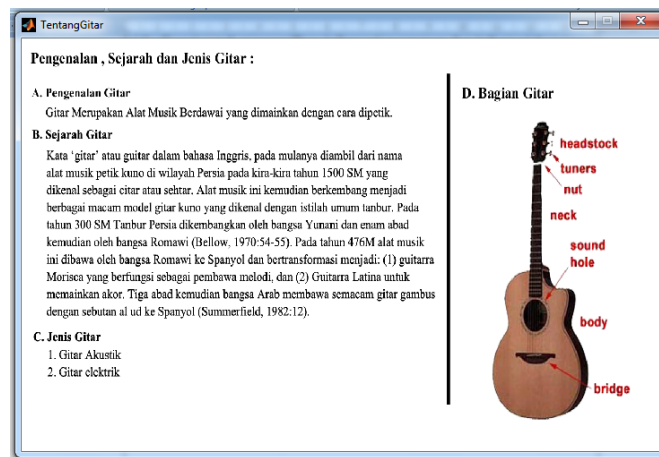 TentangGitar
Pengenalan , Sejarah dan Jenis Gitar :
A. Pengenalan Gitar
Gitar Merupakan Alat Musik Berdawai yang dimainkan dengan cara dipetik.
B. Sejarah Gitar
Kata ‘gitar’ atau guitar dalam bahasa Inggris, pada mulanya diambil dari nama
alat musik petik kuno di wilayah Persia pada kira-kira tahun 1500 SM yang
dikenal sebagai citar atau sehtar. Alat musik ini kemudian berkembang menjadi
berbagai macam model gitar kuno yang dikenal dengan istilah umum tanbur. Pada
tahun 300 SM Tanbur Persia dikembangkan oleh bangsa Yunani dan enam abad
kemudian oleh bangsa Romawi (Bellow, 1970:54-55). Pada tahun 476M alat musik
ini dibawa oleh bangsa Romawi ke Spanyol dan bertransformasi menjadi: (1) guitarra
Morisca yang berfungsi sebagai pembawa melodi, dan (2) Guitarra Latina untuk
memainkan akor. Tiga abad kemudian bangsa Arab membawa semacam gitar gambus
dengan sebutan al ud ke Spanyol (Summerfield, 1982:12).
C. Jenis Gitar
1. Gitar Akustik
2. Gitar elektrik
D. Bagian Gitar
headstock
tuners
nut
neck
sound
hole
body
bridge